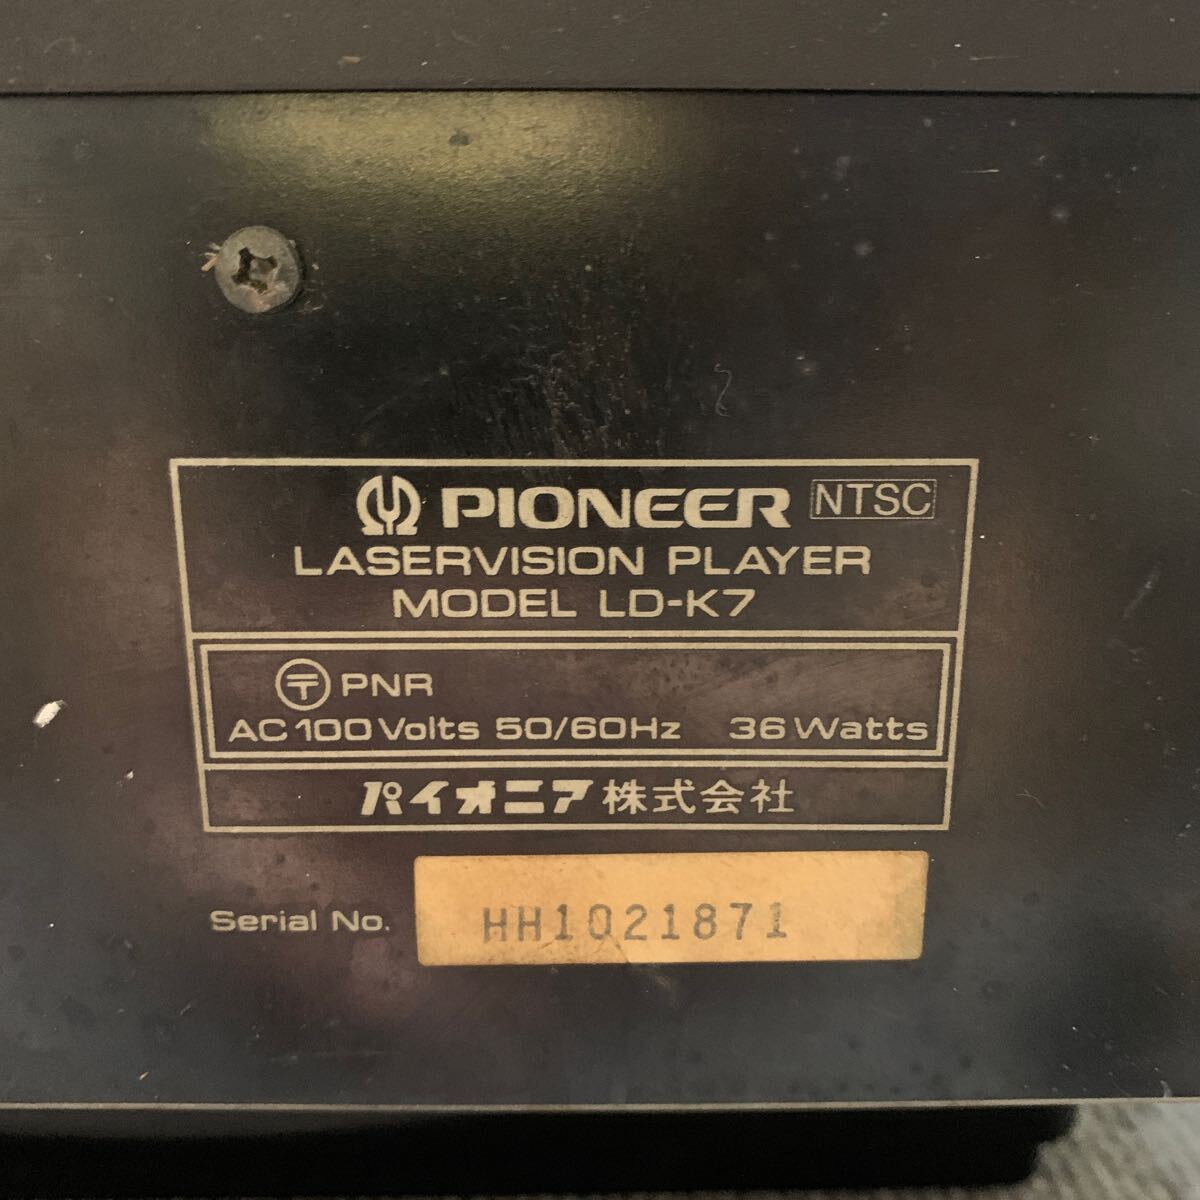 PIONEER NTSC
LASERVISION PLAYER
MODEL LD-K7
〒 PNR
AC 100 Volts 50/60Hz 36 Watts
パイオニア株式会社
Serial No. HH1021871